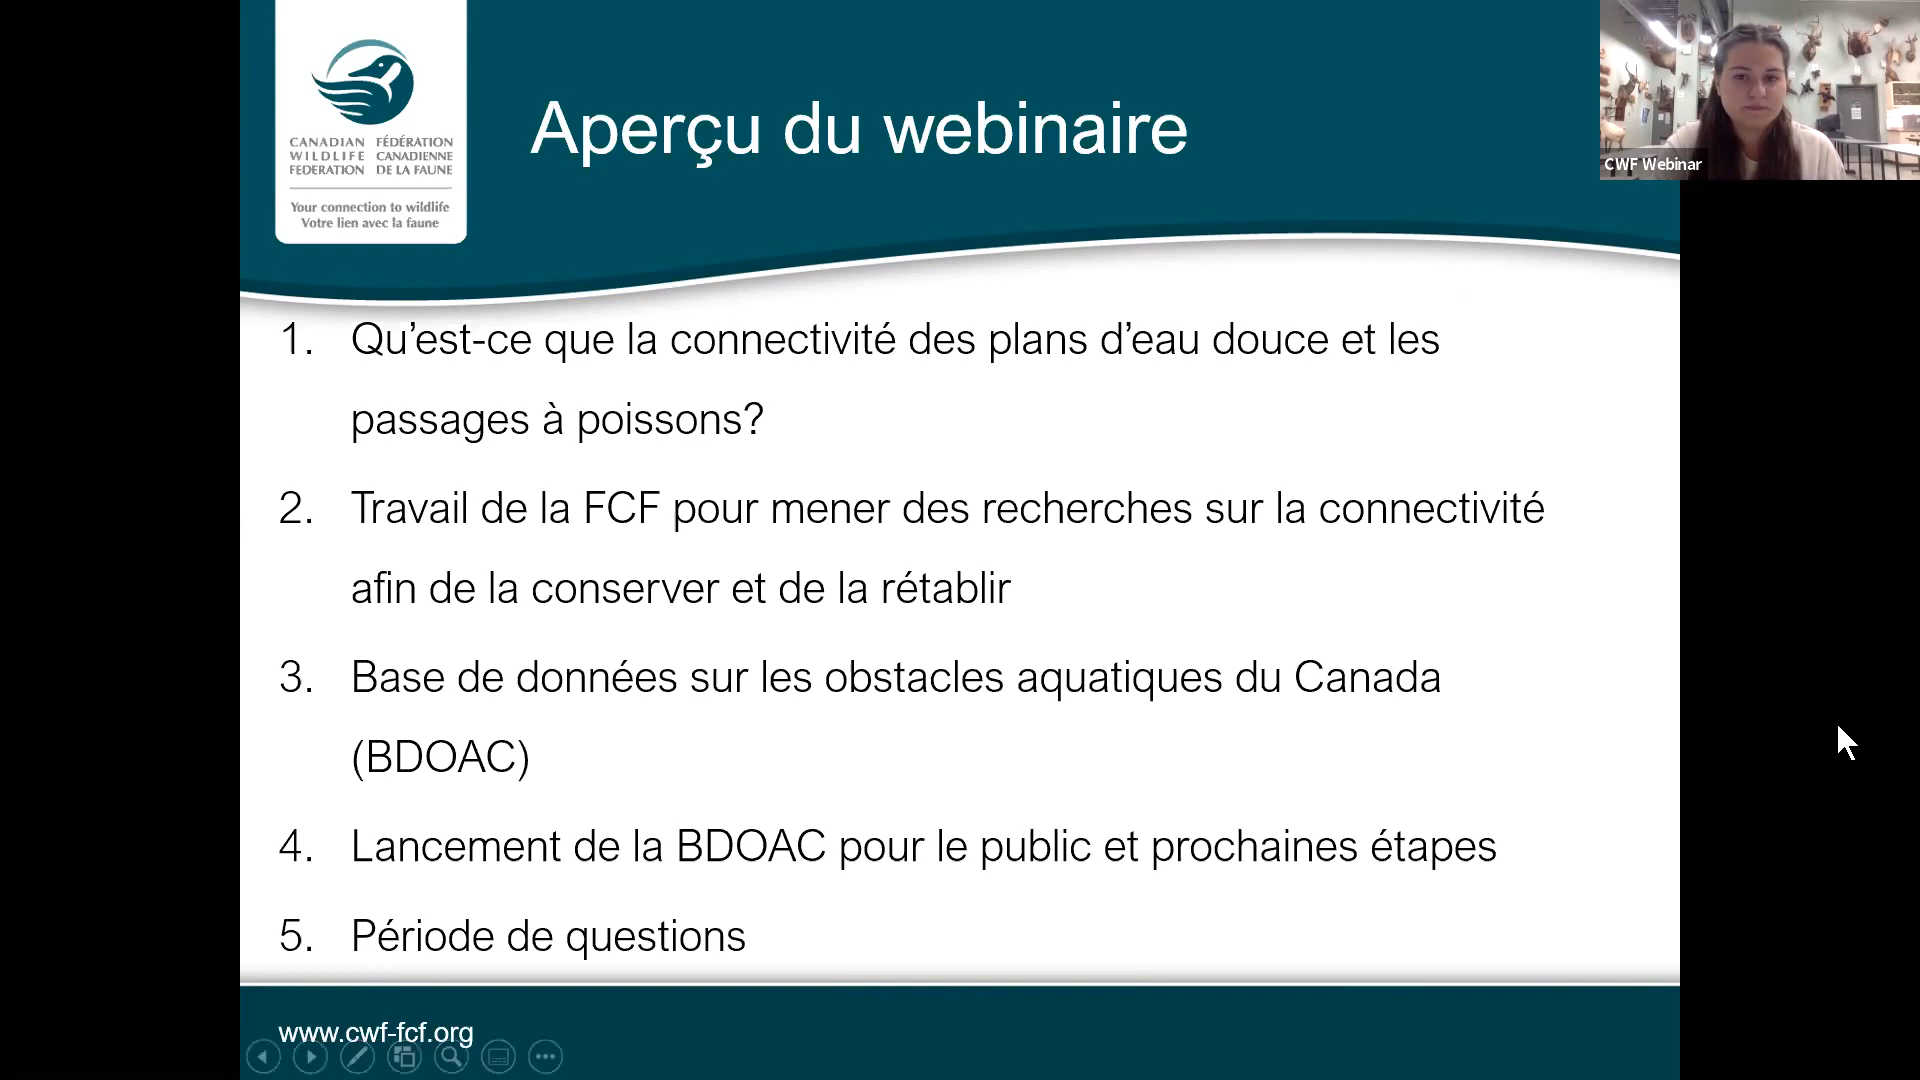 CANADIAN FÉDÉRATION
WILDLIFE CANADIENNE
FEDERATION DE LA FAUNE
Your connection to wildlife
Votre lien avec la faune
Aperçu du webinaire
CWF Webinar
1. Qu’est-ce que la connectivité des plans d’eau douce et les
passages à poissons?
2. Travail de la FCF pour mener des recherches sur la connectivité
afin de la conserver et de la rétablir
3. Base de données sur les obstacles aquatiques du Canada
(BDOAC)
4. Lancement de la BDOAC pour le public et prochaines étapes
5. Période de questions
www.cwf-fcf.org